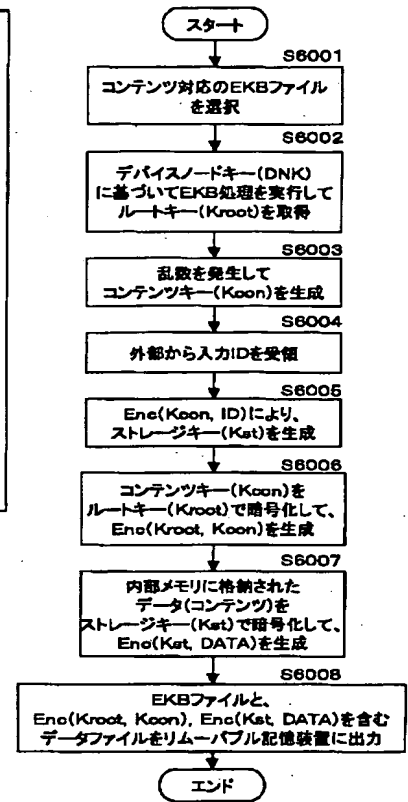 スタート
S6001
コンテンツ対応のEKBファイル
を選択
S6002
デバイスノードキー(DNK)
に基づいてEKB処理を実行して
ルートキー(Kroot)を取得
S6003
乱数を発生して
コンテンツキー(Kcon)を生成
S6004
外部から入力IDを受領
S6005
Enc(Kcon, ID)により、
ストレージキー(Kst)を生成
S6006
コンテンツキー(Kcon)を
ルートキー(Kroot)で暗号化して、
Enc(Kroot, Kcon)を生成
S6007
内部メモリに格納された
データ(コンテンツ)を
ストレージキー(Kst)で暗号化して、
Enc(Kst, DATA)を生成
S6008
EKBファイルと、
Enc(Kroot, Kcon), Enc(Kst, DATA)を含む
データファイルをリムーバブル記憶装置に出力
エンド